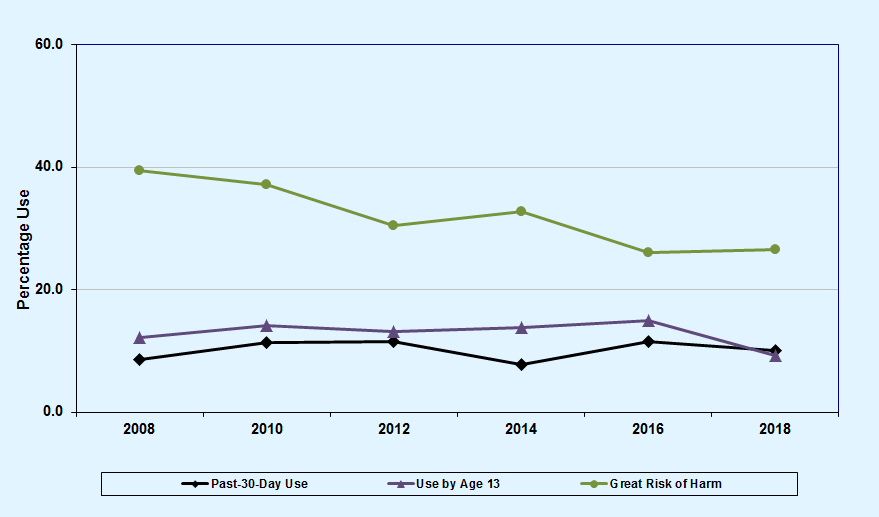 60.0
40.0
20.0
0.0
Percentage Use
2008 2010 2012 2014 2016 2018
Past-30-Day Use Use by Age 13 Great Risk of Harm